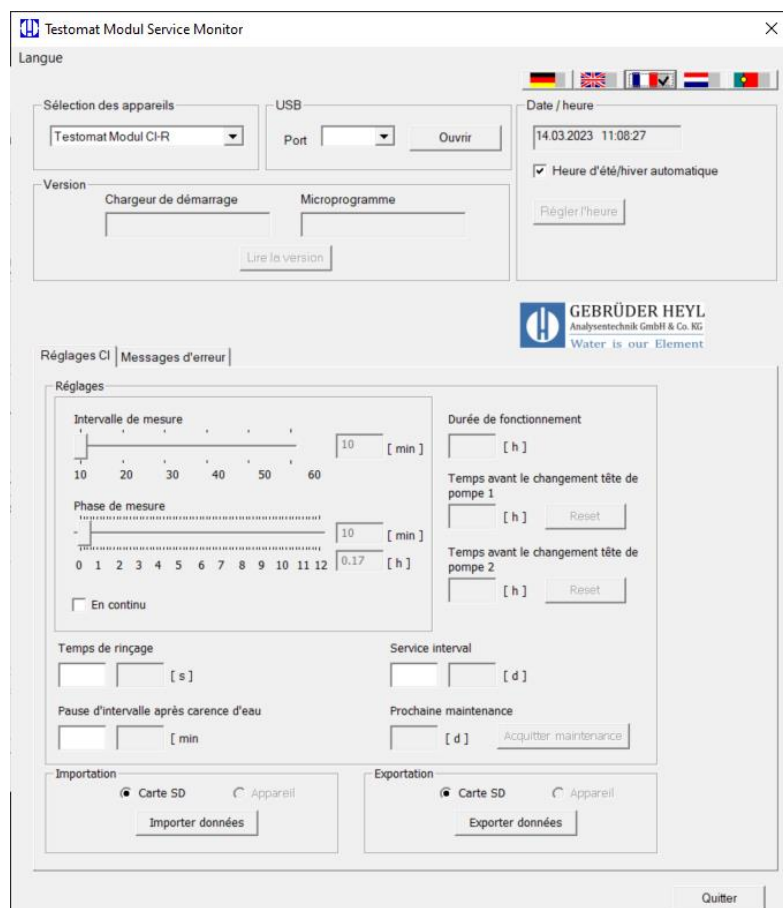 Testomat Modul Service Monitor
Langue
Sélection des appareils
Testomat Modul Cl-R
USB
Port
Ouvrir
Date / heure
14.03.2023 11:08:27
Heure d'été/hiver automatique
Règler l'heure
Version
Chargeur de démarrage
Microprogramme
Lire la version
GEBRÜDER HEYL
Analysentechnik GmbH & Co. KG
Water is our Element
Réglages Cl
Messages d'erreur
Réglages
Intervalle de mesure
10 [ min ]
10 20 30 40 50 60
Phase de mesure
10 [ min ]
0 1 2 3 4 5 6 7 8 9 10 11 12
0.17 [ h ]
En continu
Durée de fonctionnement
[ h ]
Temps avant le changement tête de
pompe 1
[ h ] Reset
Temps avant le changement tête de
pompe 2
[ h ] Reset
Temps de rinçage
[ s ]
Service interval
[ d ]
Pause d'intervalle après carence d'eau
[ min
Prochaine maintenance
[ d ] Acquitter maintenance
Importation
Carte SD Appareil
Importer données
Exportation
Carte SD Appareil
Exporter données
Quitter